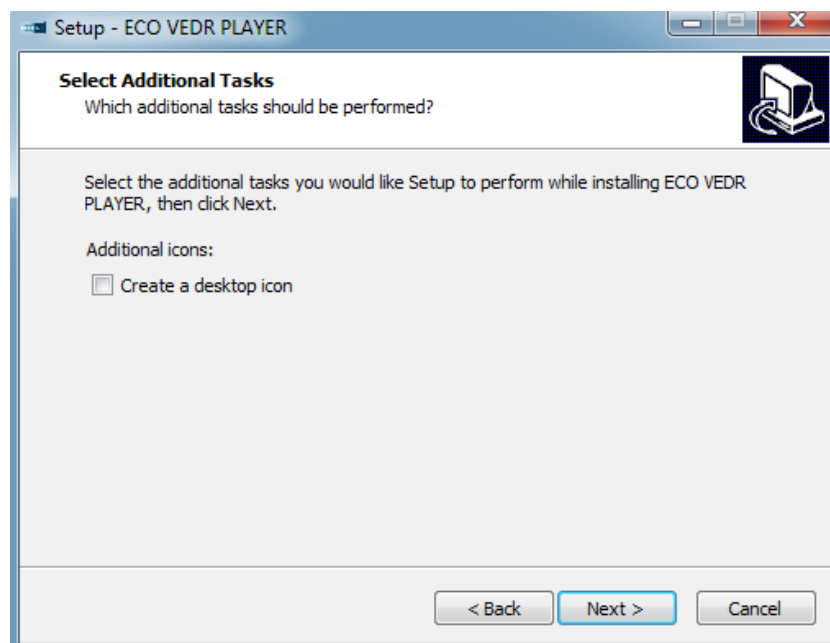 Setup - ECO VEDR PLAYER
Select Additional Tasks
Which additional tasks should be performed?
Select the additional tasks you would like Setup to perform while installing ECO VEDR
PLAYER, then click Next.
Additional icons:
Create a desktop icon
< Back Next > Cancel